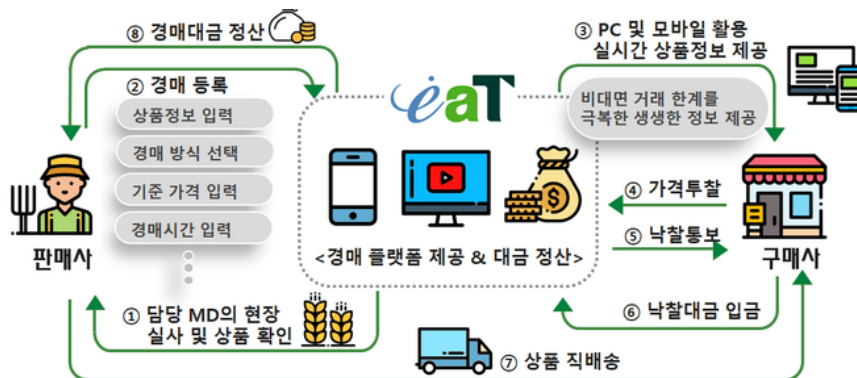 ⑧ 경매대금 정산
② 경매 등록
상품정보 입력
경매 방식 선택
기준 가격 입력
경매시간 입력
판매사
① 담당 MD의 현장
실사 및 상품 확인
eaT
<경매 플랫폼 제공 & 대금 정산>
③ PC 및 모바일 활용
실시간 상품정보 제공
비대면 거래 한계를
극복한 생생한 정보 제공
④ 가격투찰
⑤ 낙찰통보
구매사
⑥ 낙찰대금 입금
⑦ 상품 직배송